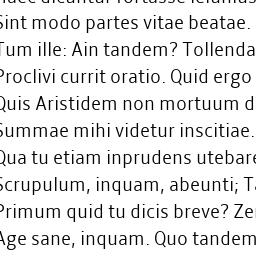 Sint modo partes vitae beatae.
Tum ille: Ain tandem? Tollenda
Proclivi currit oratio. Quid ergo
Quis Aristidem non mortuum d
Summae mihi videtur inscitiae.
Qua tu etiam inprudens utebare
Scrupulum, inquam, abeunti; Ta
Primum quid tu dicis breve? Ze
Age sane, inquam. Quo tandem